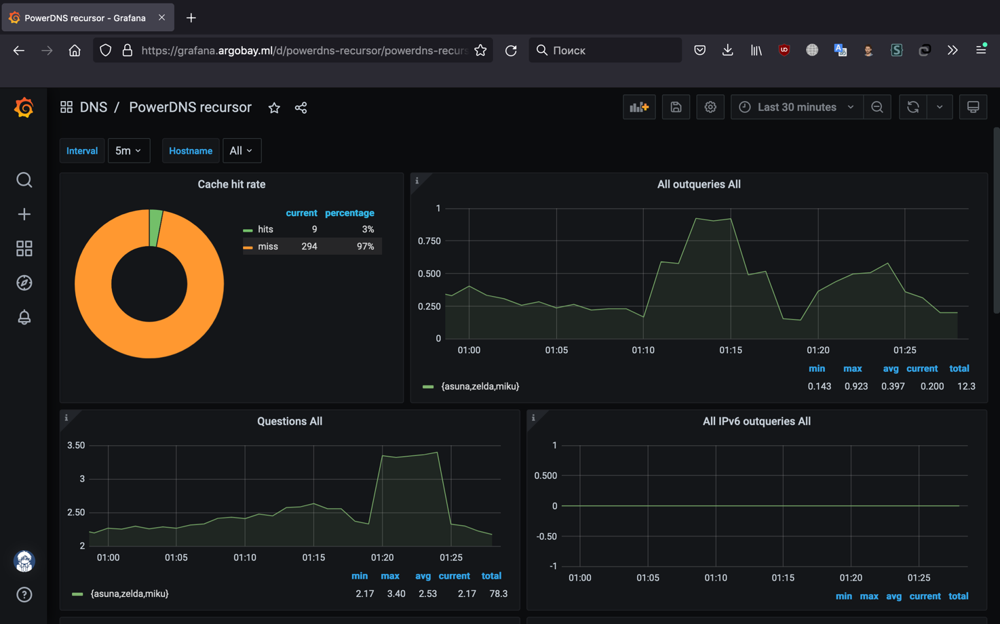 PowerDNS recursor - Grafana
https://grafana.argobay.ml/d/powerdns-recursor/powerdns-recurs
Поиск
DNS / PowerDNS recursor
Last 30 minutes
Interval 5m Hostname All
Cache hit rate
current percentage
hits 9 3%
miss 294 97%
All outqueries All
1
0.750
0.500
0.250
0
01:00 01:05 01:10 01:15 01:20 01:25
min max avg current total
{asuna,zelda,miku} 0.143 0.923 0.397 0.200 12.3
Questions All
3.50
3
2.50
2
01:00 01:05 01:10 01:15 01:20 01:25
min max avg current total
{asuna,zelda,miku} 2.17 3.40 2.53 2.17 78.3
All IPv6 outqueries All
1
0.500
0
-0.50
-1
01:00 01:05 01:10 01:15 01:20 01:25
min max avg current total